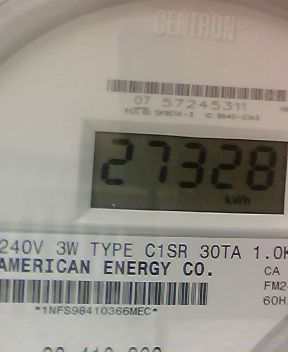 CENTRON®
07 57245311
27328
kWh
240V 3W TYPE C1SR 30TA 1.0K
AMERICAN ENERGY CO.
CA
FM2
60H
*1NFS98410366MEC*